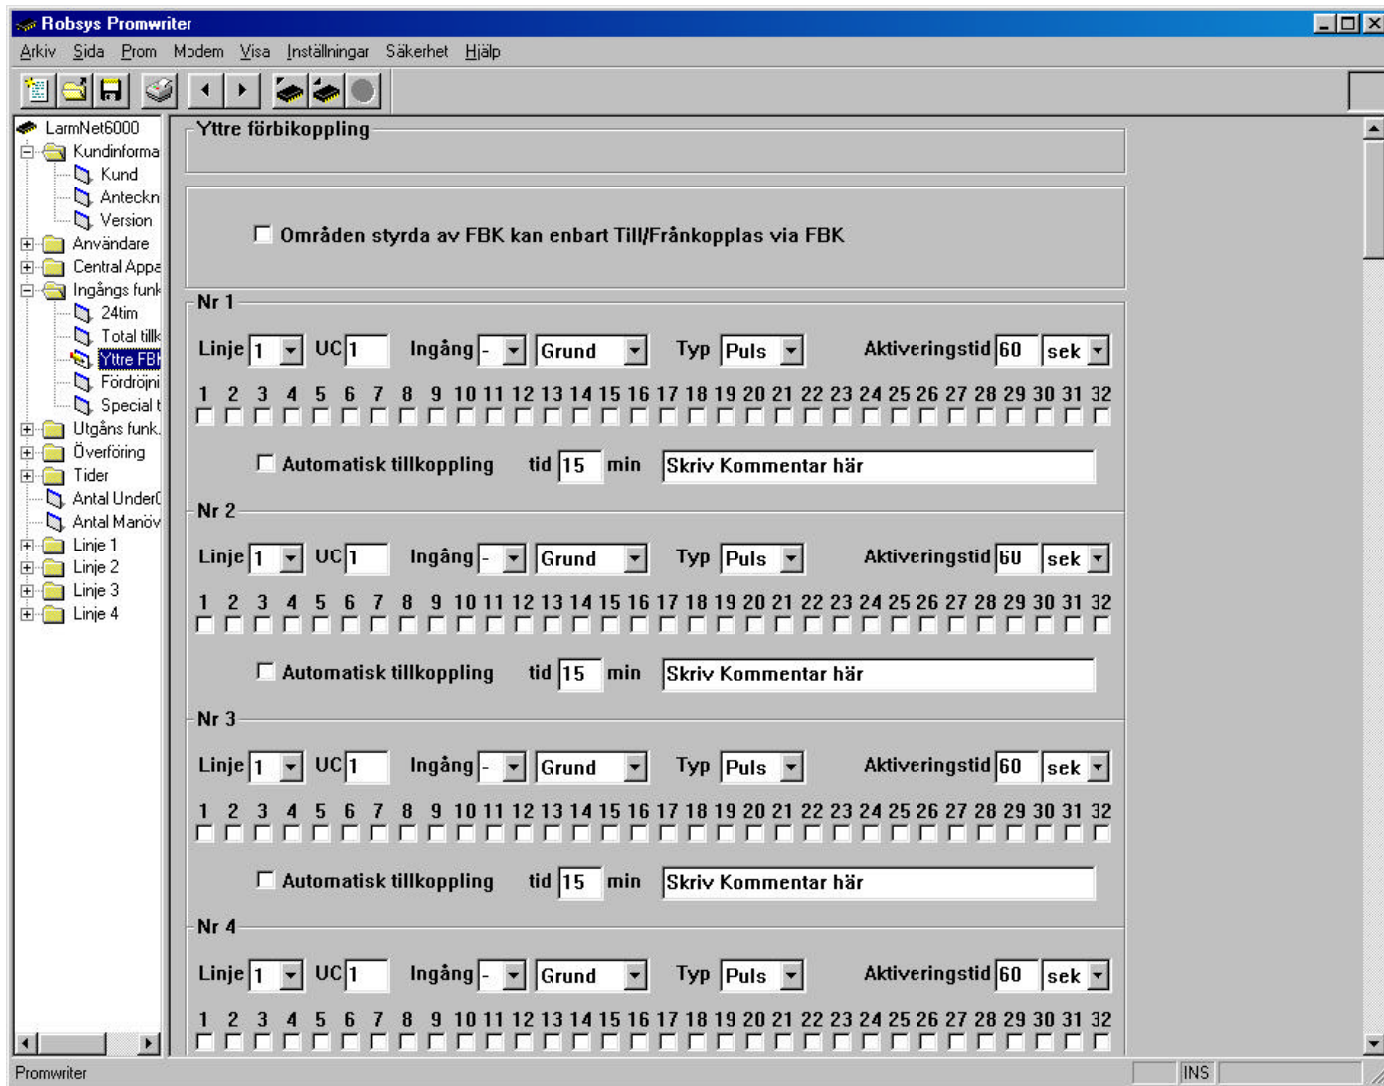 Robsys Promwriter
Arkiv Sida Prom Modem Visa Inställningar Säkerhet Hjälp
LarmNet6000
Kundinforma
Kund
Anteckn
Version
Användare
Central Appa
Ingångs funk
24tim
Total tillk
Yttre FBK
Fördröjni
Special t
Utgåns funk.
Överföring
Tider
Antal Under
Antal Manöv
Linje 1
Linje 2
Linje 3
Linje 4
Yttre förbikoppling
Områden styrda av FBK kan enbart Till/Frånkopplas via FBK
Nr 1
Linje 1 UC 1 Ingång - Grund Typ Puls Aktiveringstid 60 sek
1 2 3 4 5 6 7 8 9 10 11 12 13 14 15 16 17 18 19 20 21 22 23 24 25 26 27 28 29 30 31 32
Automatisk tillkoppling tid 15 min Skriv Kommentar här
Nr 2
Linje 1 UC 1 Ingång - Grund Typ Puls Aktiveringstid 60 sek
1 2 3 4 5 6 7 8 9 10 11 12 13 14 15 16 17 18 19 20 21 22 23 24 25 26 27 28 29 30 31 32
Automatisk tillkoppling tid 15 min Skriv Kommentar här
Nr 3
Linje 1 UC 1 Ingång - Grund Typ Puls Aktiveringstid 60 sek
1 2 3 4 5 6 7 8 9 10 11 12 13 14 15 16 17 18 19 20 21 22 23 24 25 26 27 28 29 30 31 32
Automatisk tillkoppling tid 15 min Skriv Kommentar här
Nr 4
Linje 1 UC 1 Ingång - Grund Typ Puls Aktiveringstid 60 sek
1 2 3 4 5 6 7 8 9 10 11 12 13 14 15 16 17 18 19 20 21 22 23 24 25 26 27 28 29 30 31 32
Promwriter INS